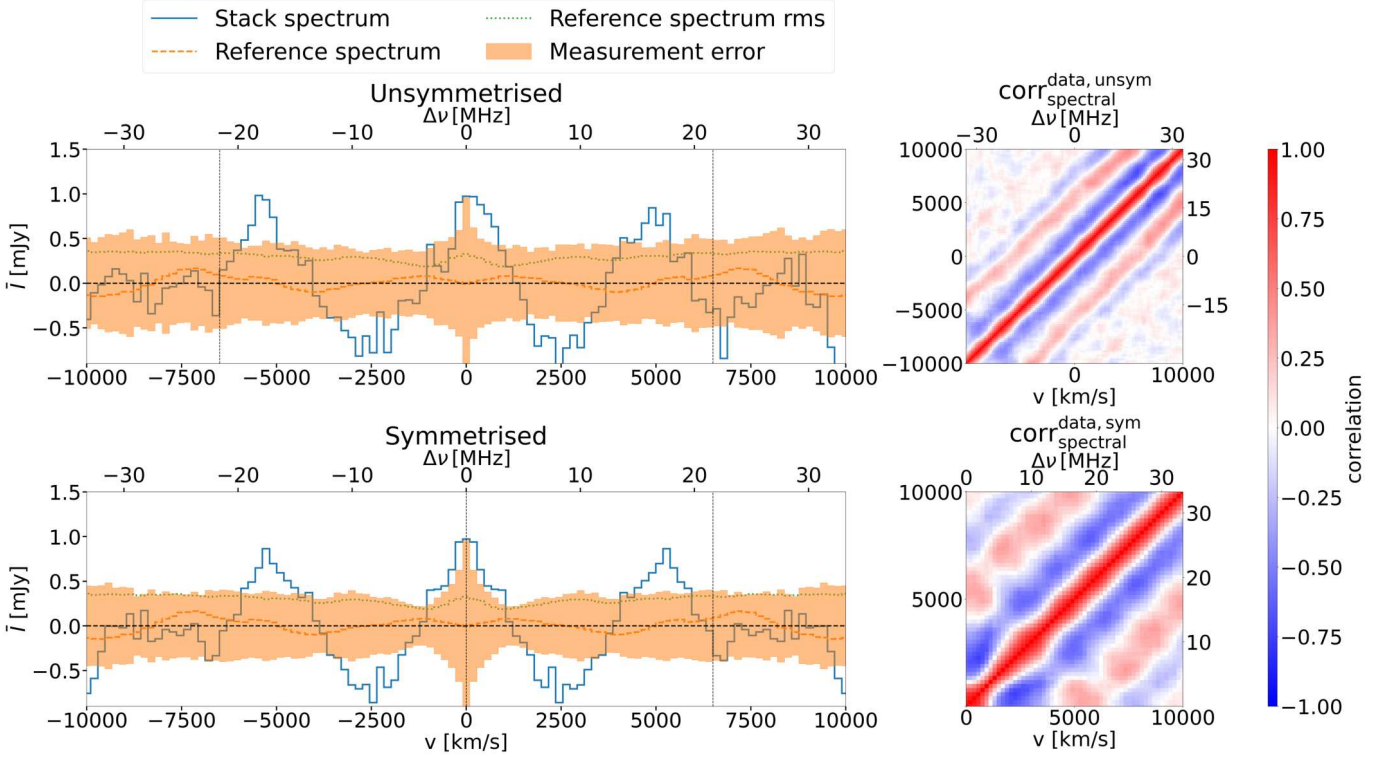 Stack spectrum
Reference spectrum
Reference spectrum rms
Measurement error
Unsymmetrised
Δν [MHz]
−30 −20 −10 0 10 20 30
1.5
1.0
0.5
0.0
−0.5
Ī [mJy]
−10000 −7500 −5000 −2500 0 2500 5000 7500 10000
corr data, unsym spectral
Δν [MHz]
−30 0 30
10000
5000
0
−5000
−10000
30
15
0
−15
0 10000
v [km/s]
Symmetrised
Δν [MHz]
−30 −20 −10 0 10 20 30
1.5
1.0
0.5
0.0
−0.5
Ī [mJy]
−10000 −7500 −5000 −2500 0 2500 5000 7500 10000
v [km/s]
corr data, sym spectral
Δν [MHz]
0 10 20 30
10000
5000
30
20
10
0 5000 10000
v [km/s]
1.00
0.75
0.50
0.25
0.00
−0.25
−0.50
−0.75
−1.00
correlation